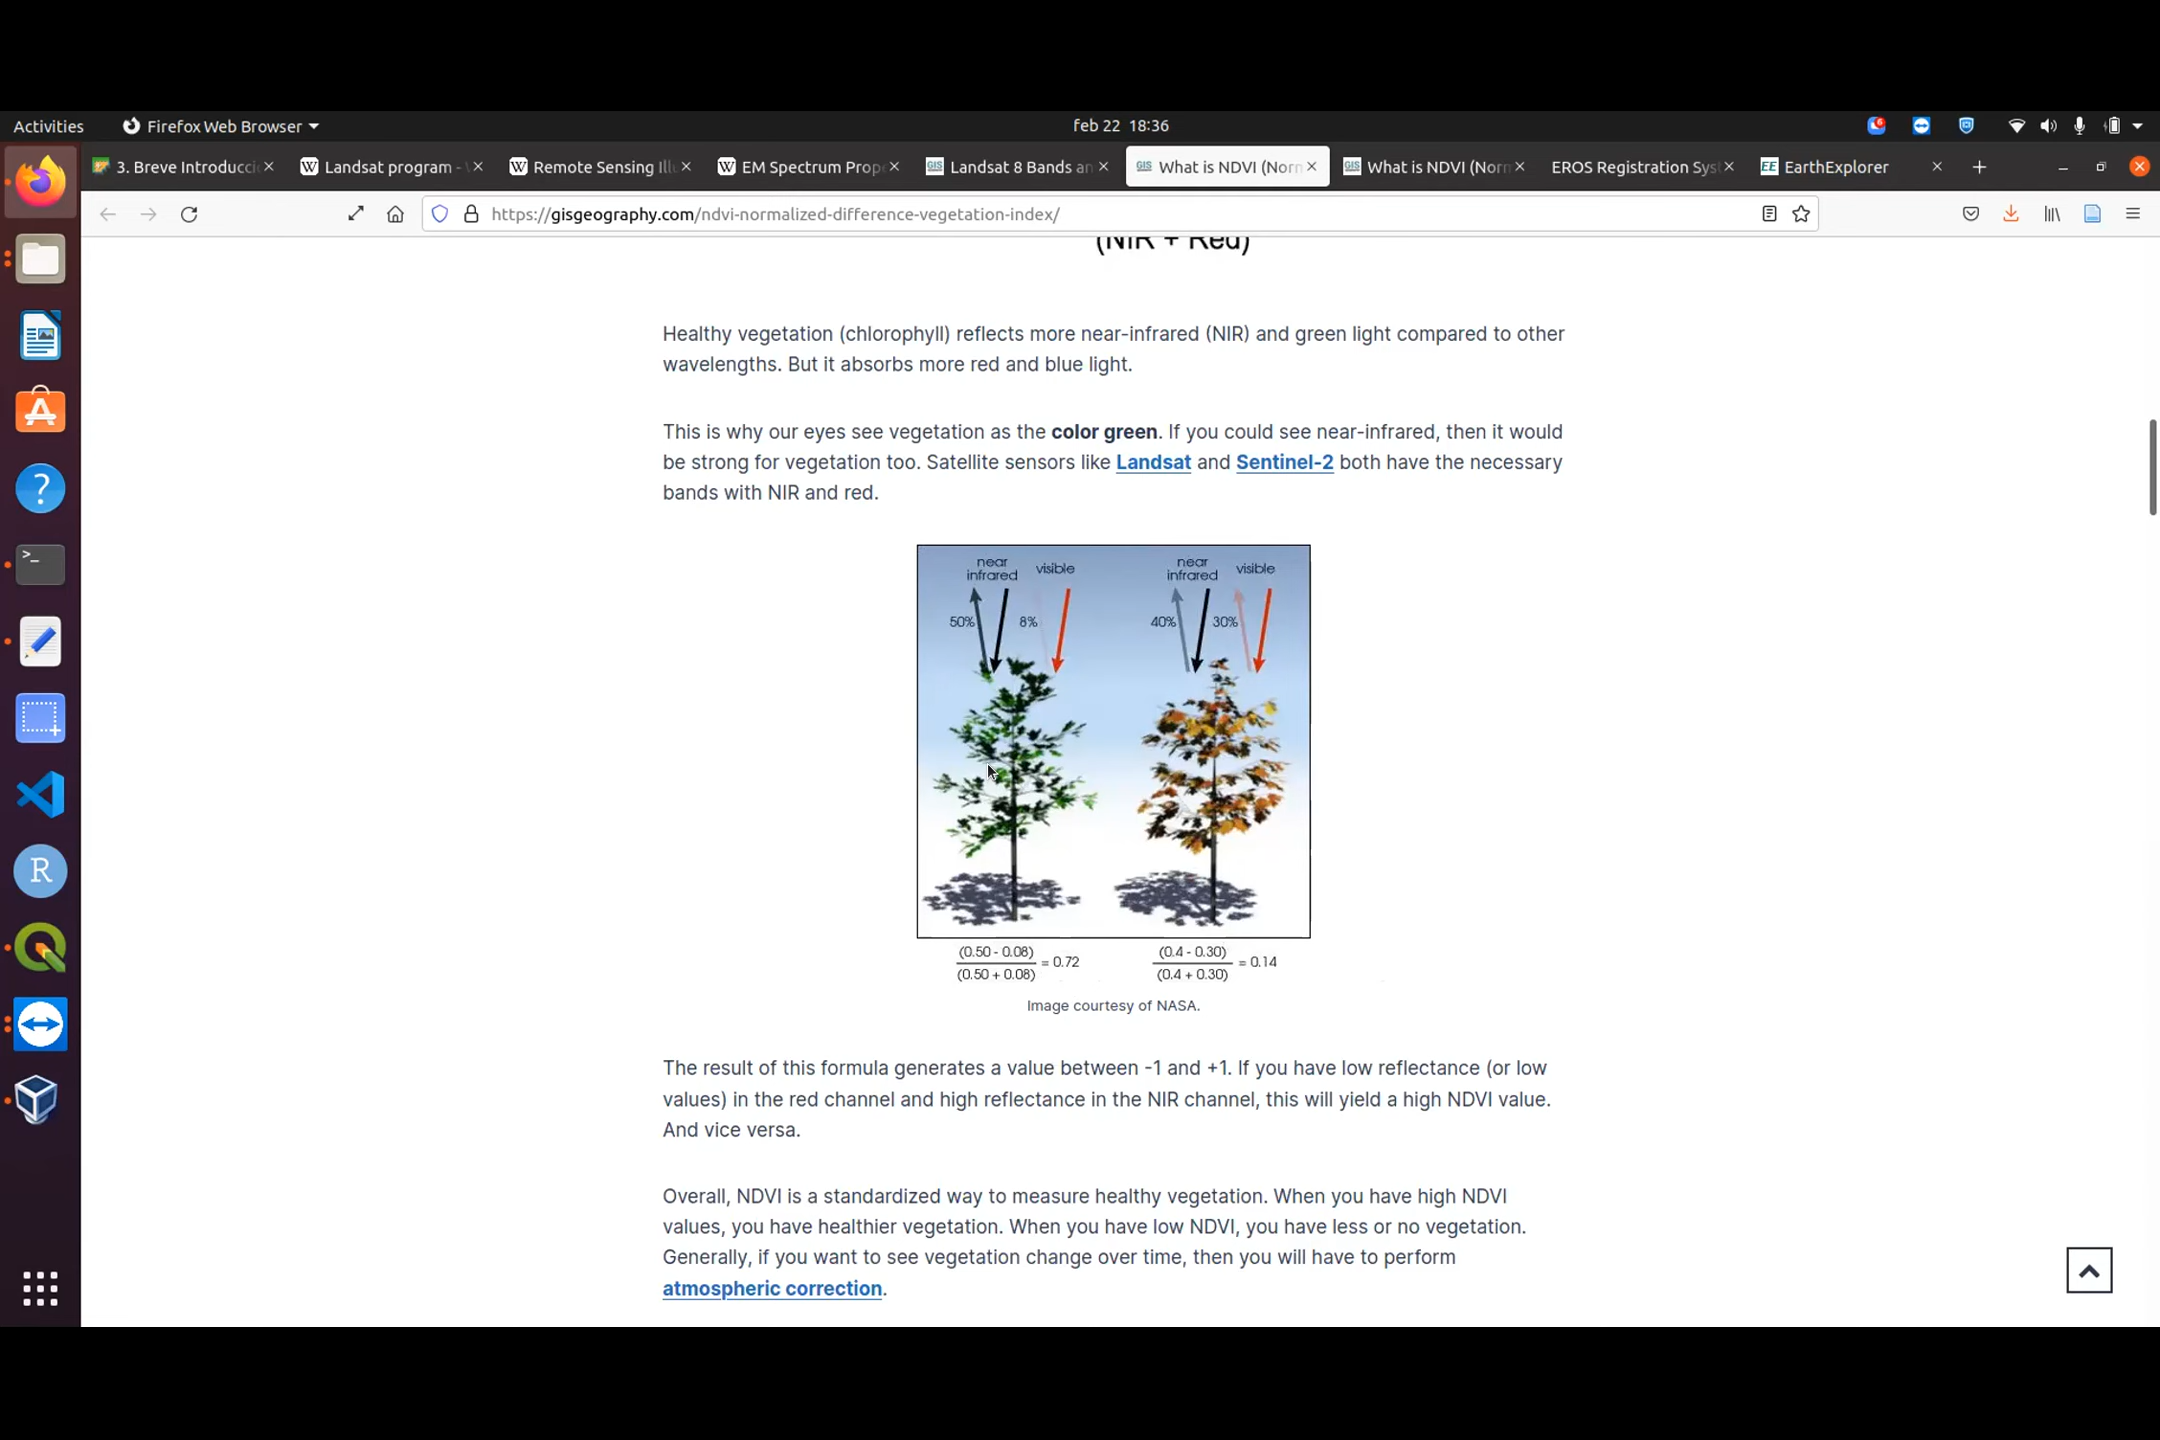 Activities
Firefox Web Browser
feb 22 18:36
3. Breve Introducci
Landsat program -
Remote Sensing Ill
EM Spectrum Prope
Landsat 8 Bands an
What is NDVI (Norm
What is NDVI (Norm
EROS Registration Syst
EE EarthExplorer
https://gisgeography.com/ndvi-normalized-difference-vegetation-index/
(NIR + Red)
Healthy vegetation (chlorophyll) reflects more near-infrared (NIR) and green light compared to other
wavelengths. But it absorbs more red and blue light.
This is why our eyes see vegetation as the color green. If you could see near-infrared, then it would
be strong for vegetation too. Satellite sensors like Landsat and Sentinel-2 both have the necessary
bands with NIR and red.
near
infrared
visible
near
infrared
visible
50%
8%
40%
30%
(0.50 - 0.08)
(0.50 + 0.08)
= 0.72
(0.4 - 0.30)
(0.4 + 0.30)
= 0.14
Image courtesy of NASA.
The result of this formula generates a value between -1 and +1. If you have low reflectance (or low
values) in the red channel and high reflectance in the NIR channel, this will yield a high NDVI value.
And vice versa.
Overall, NDVI is a standardized way to measure healthy vegetation. When you have high NDVI
values, you have healthier vegetation. When you have low NDVI, you have less or no vegetation.
Generally, if you want to see vegetation change over time, then you will have to perform
atmospheric correction.